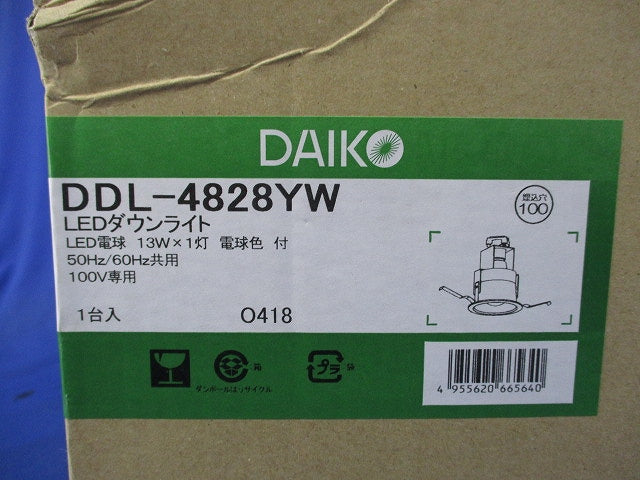 DAIKO
DDL-4828YW
LEDダウンライト
LED電球 13W×1灯 電球色 付
50Hz/60Hz共用
100V専用
埋込穴
100
1台入 O418
箱
ダンボールはリサイクル
プラ
袋
4 955620 665640